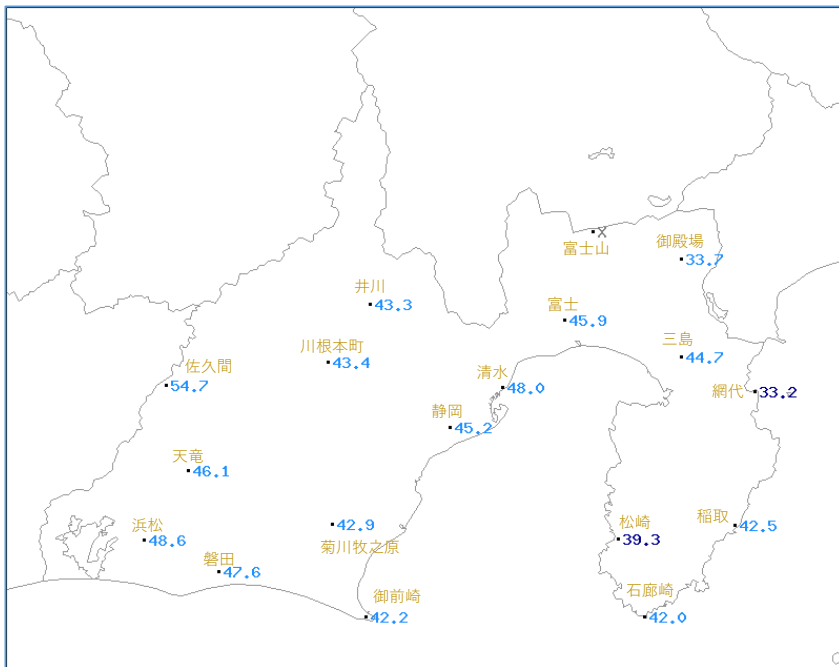 富士山
X
御殿場
33.7
井川
43.3
富士
45.9
川根本町
43.4
三島
44.7
佐久間
54.7
清水
48.0
網代
33.2
静岡
45.2
天竜
46.1
浜松
48.6
42.9
菊川牧之原
松崎
39.3
稲取
42.5
磐田
47.6
御前崎
42.2
石廊崎
42.0